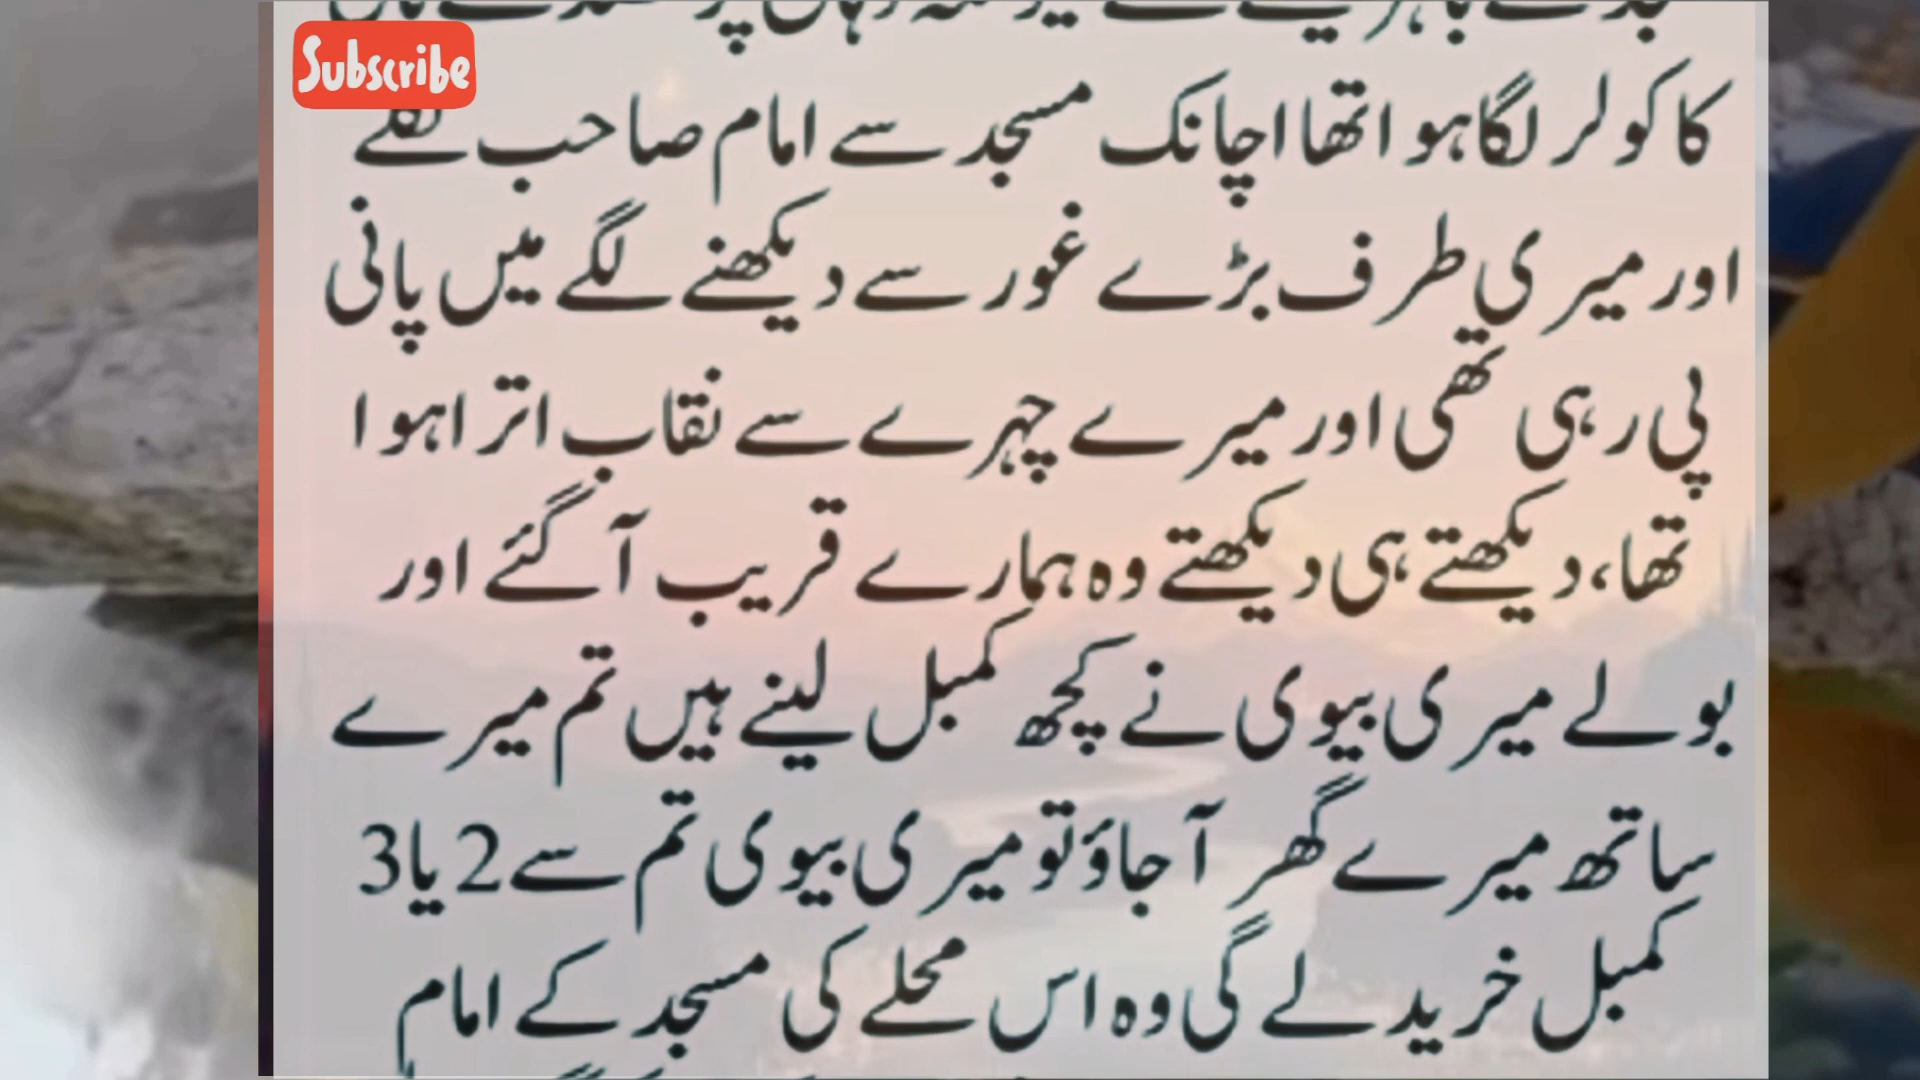 Subscribe
کا کولر لگا ہوا تھا اچانک مسجد سے امام صاحب نکلے
اور میری طرف بڑے غور سے دیکھنے لگے میں پانی
پی رہی تھی اور میرے چہرے سے نقاب اترا ہوا
تھا، دیکھتے ہی دیکھتے وہ ہمارے قریب آگئے اور
بولے میری بیوی نے کچھ کمبل لینے ہیں تم میرے
ساتھ میرے گھر آجاؤ تو میری بیوی تم سے 2 یا 3
کمبل خرید لے گی وہ اس محلے کی مسجد کے امام